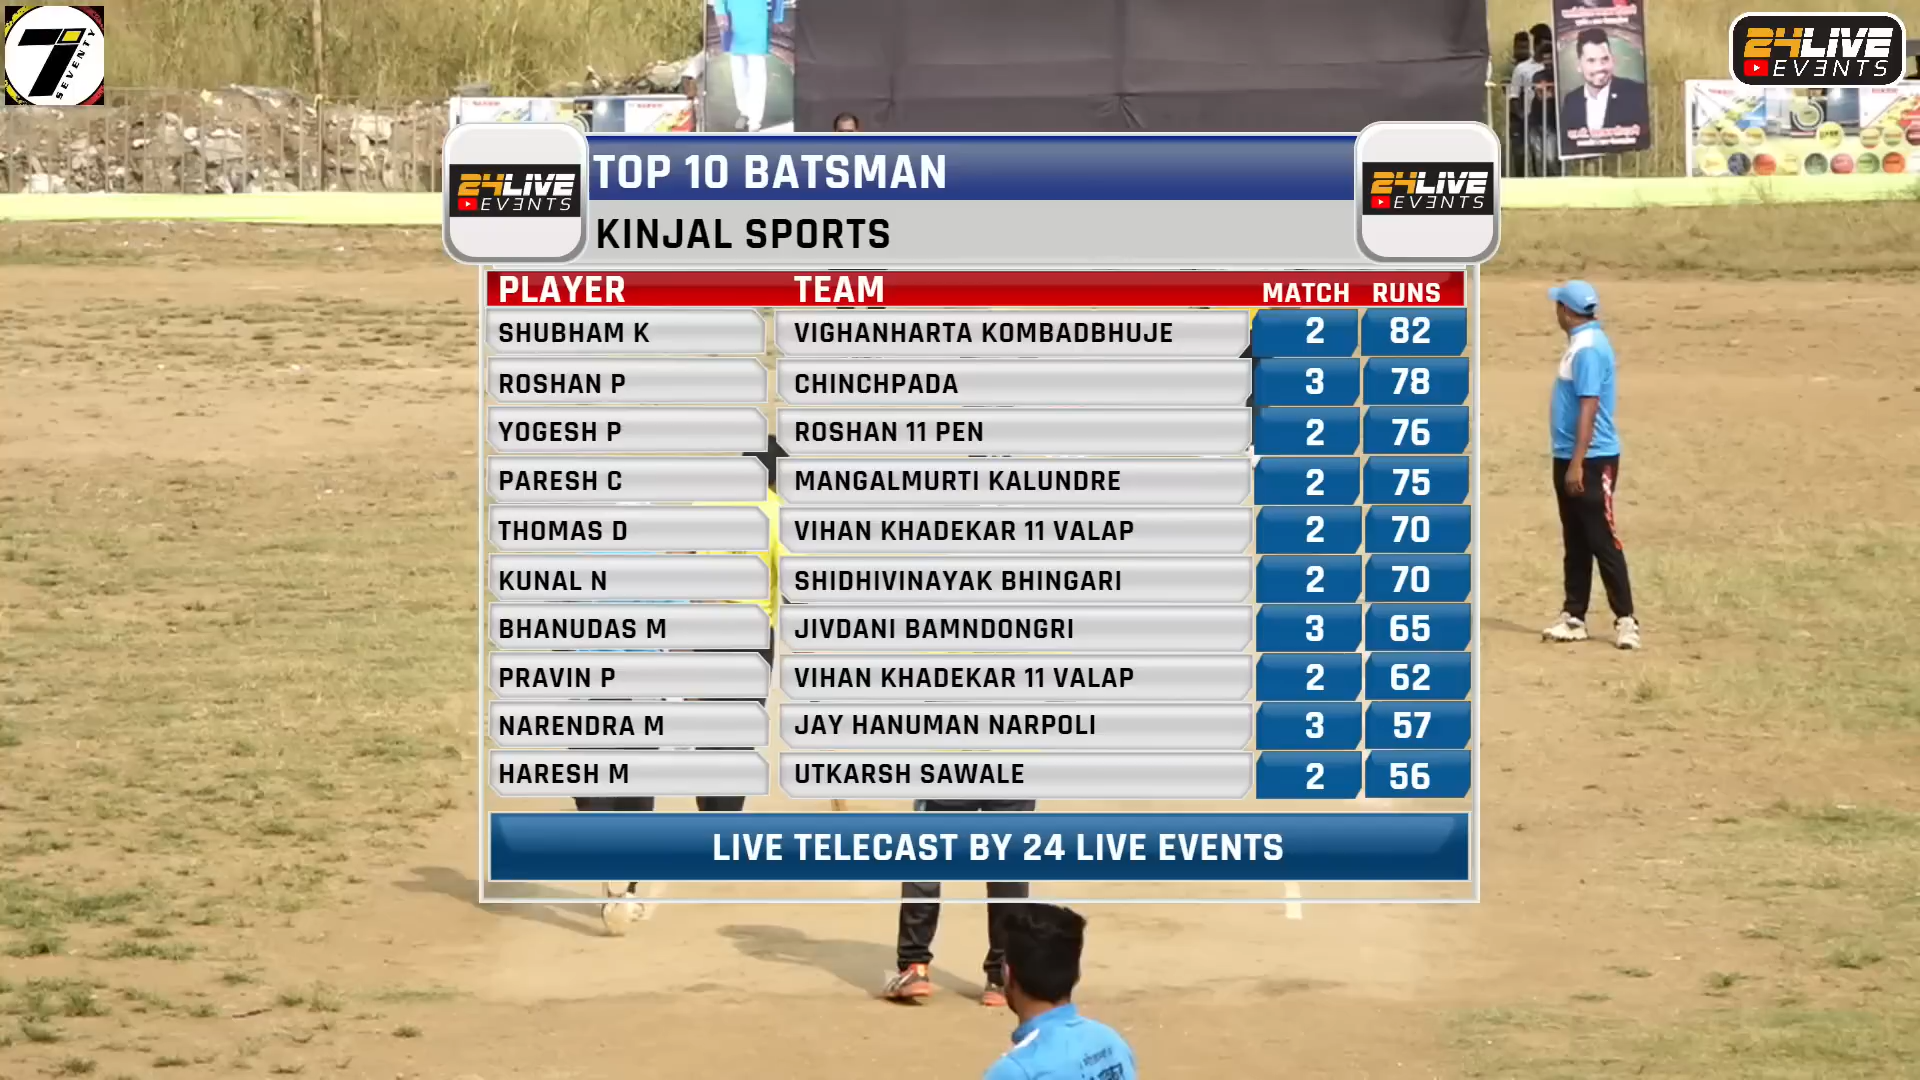 7i SEVENTY
24LIVE
EVENTS
24LIVE
EVENTS
TOP 10 BATSMAN
KINJAL SPORTS
24LIVE
EVENTS
PLAYER TEAM MATCH RUNS
SHUBHAM K VIGHANHARTA KOMBADBHUJE 2 82
ROSHAN P CHINCHPADA 3 78
YOGESH P ROSHAN 11 PEN 2 76
PARESH C MANGALMURTI KALUNDRE 2 75
THOMAS D VIHAN KHADEKAR 11 VALAP 2 70
KUNAL N SHIDHIVINAYAK BHINGARI 2 70
BHANUDAS M JIVDANI BAMNDONGRI 3 65
PRAVIN P VIHAN KHADEKAR 11 VALAP 2 62
NARENDRA M JAY HANUMAN NARPOLI 3 57
HARESH M UTKARSH SAWALE 2 56
LIVE TELECAST BY 24 LIVE EVENTS